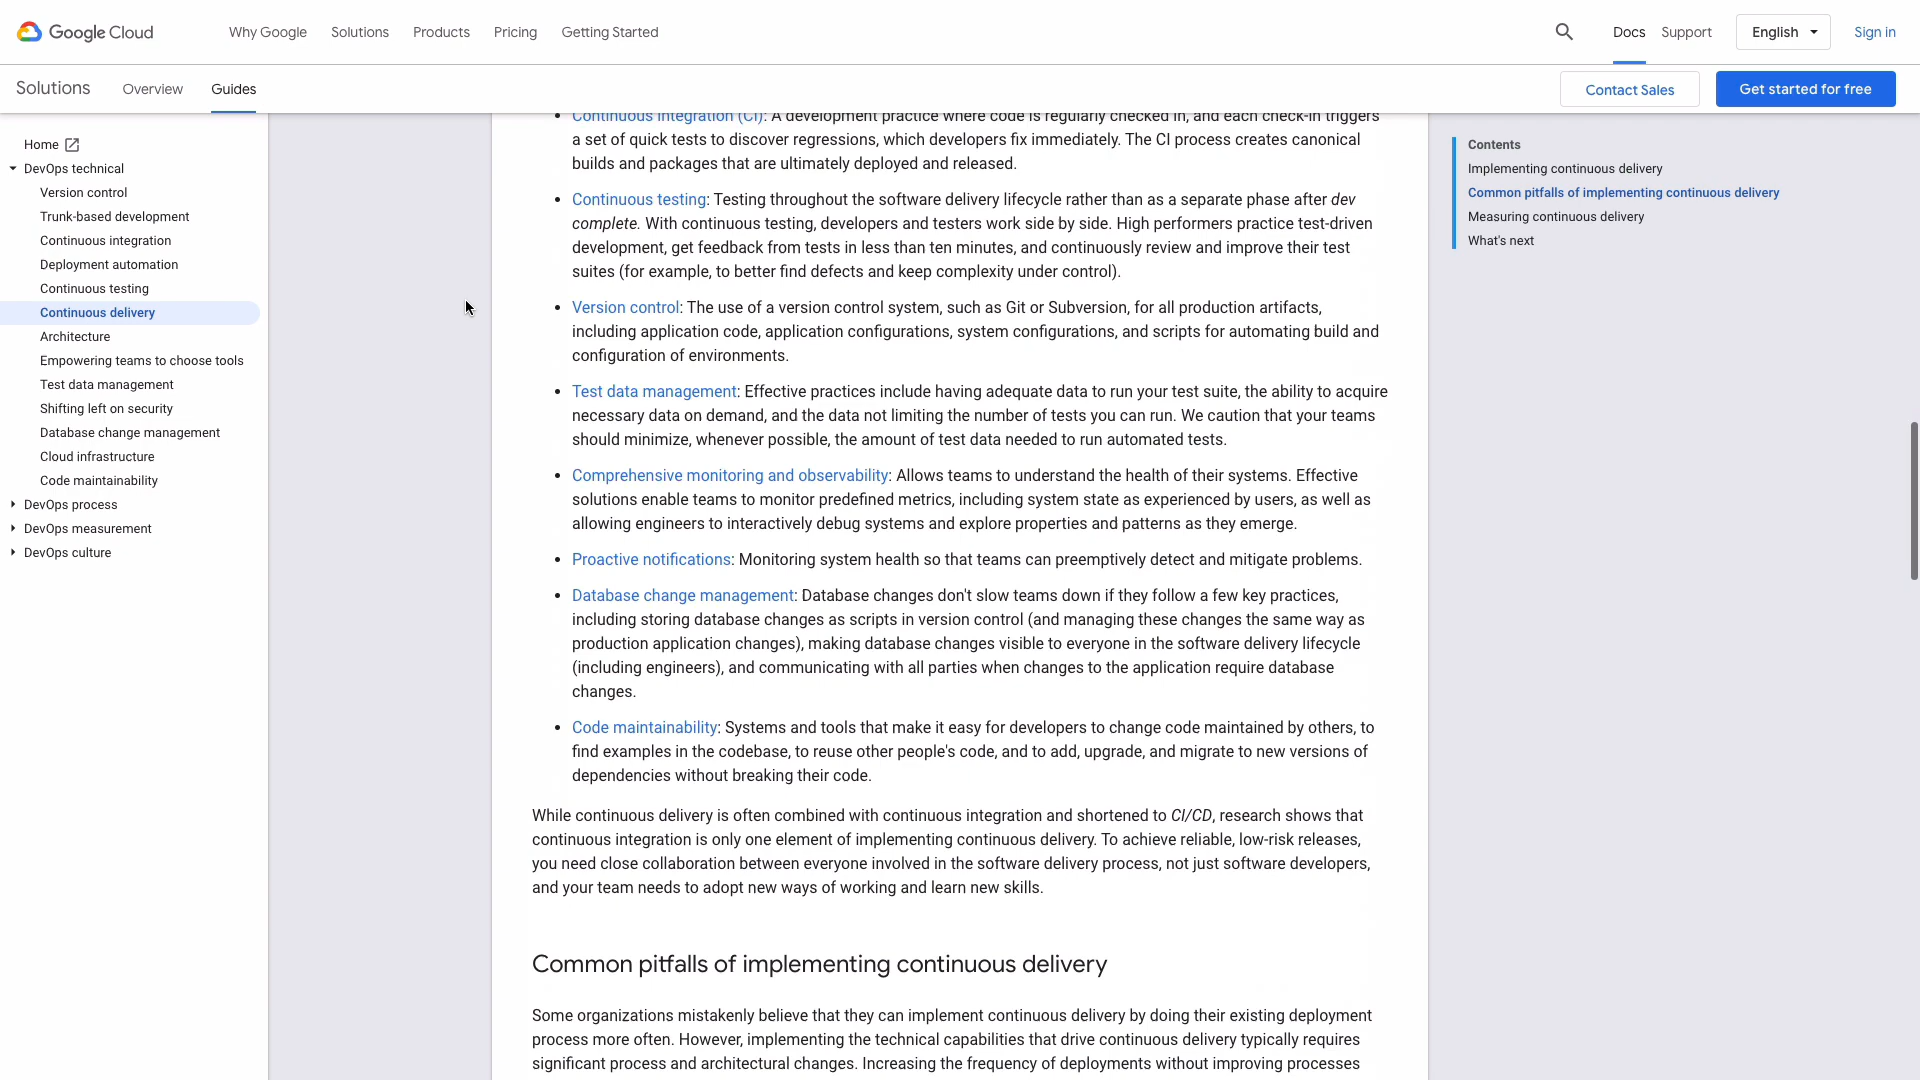 Google Cloud
Why Google
Solutions
Products
Pricing
Getting Started
Docs
Support
English
Sign in
Solutions
Overview
Guides
Contact Sales
Get started for free
Home
DevOps technical
Version control
Trunk-based development
Continuous integration
Deployment automation
Continuous testing
Continuous delivery
Architecture
Empowering teams to choose tools
Test data management
Shifting left on security
Database change management
Cloud infrastructure
Code maintainability
DevOps process
DevOps measurement
DevOps culture
Continuous integration (CI): A development practice where code is regularly checked in, and each check-in triggers
a set of quick tests to discover regressions, which developers fix immediately. The CI process creates canonical
builds and packages that are ultimately deployed and released.
Continuous testing: Testing throughout the software delivery lifecycle rather than as a separate phase after dev
complete. With continuous testing, developers and testers work side by side. High performers practice test-driven
development, get feedback from tests in less than ten minutes, and continuously review and improve their test
suites (for example, to better find defects and keep complexity under control).
Version control: The use of a version control system, such as Git or Subversion, for all production artifacts,
including application code, application configurations, system configurations, and scripts for automating build and
configuration of environments.
Test data management: Effective practices include having adequate data to run your test suite, the ability to acquire
necessary data on demand, and the data not limiting the number of tests you can run. We caution that your teams
should minimize, whenever possible, the amount of test data needed to run automated tests.
Comprehensive monitoring and observability: Allows teams to understand the health of their systems. Effective
solutions enable teams to monitor predefined metrics, including system state as experienced by users, as well as
allowing engineers to interactively debug systems and explore properties and patterns as they emerge.
Proactive notifications: Monitoring system health so that teams can preemptively detect and mitigate problems.
Database change management: Database changes don't slow teams down if they follow a few key practices,
including storing database changes as scripts in version control (and managing these changes the same way as
production application changes), making database changes visible to everyone in the software delivery lifecycle
(including engineers), and communicating with all parties when changes to the application require database
changes.
Code maintainability: Systems and tools that make it easy for developers to change code maintained by others, to
find examples in the codebase, to reuse other people's code, and to add, upgrade, and migrate to new versions of
dependencies without breaking their code.
While continuous delivery is often combined with continuous integration and shortened to CI/CD, research shows that
continuous integration is only one element of implementing continuous delivery. To achieve reliable, low-risk releases,
you need close collaboration between everyone involved in the software delivery process, not just software developers,
and your team needs to adopt new ways of working and learn new skills.
Common pitfalls of implementing continuous delivery
Some organizations mistakenly believe that they can implement continuous delivery by doing their existing deployment
process more often. However, implementing the technical capabilities that drive continuous delivery typically requires
significant process and architectural changes. Increasing the frequency of deployments without improving processes
Contents
Implementing continuous delivery
Common pitfalls of implementing continuous delivery
Measuring continuous delivery
What's next